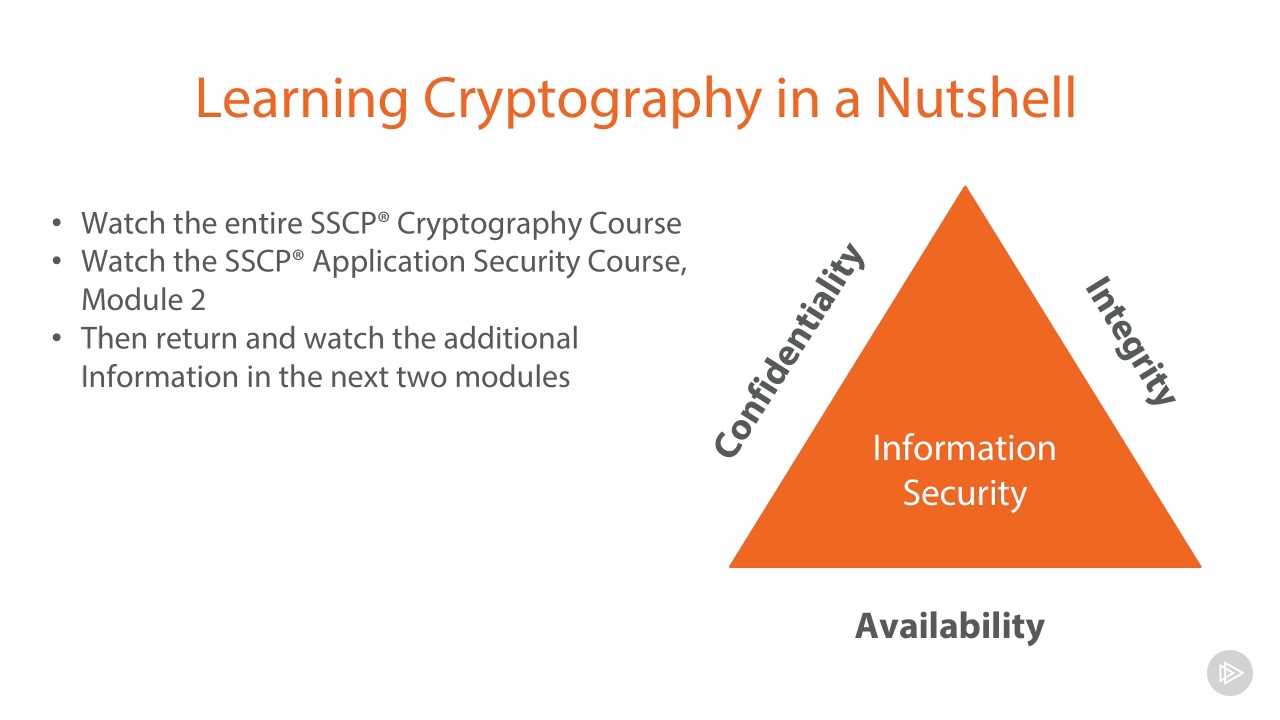 Learning Cryptography in a Nutshell
• Watch the entire SSCP® Cryptography Course
• Watch the SSCP® Application Security Course,
Module 2
• Then return and watch the additional
Information in the next two modules
Confidentiality
Integrity
Information
Security
Availability